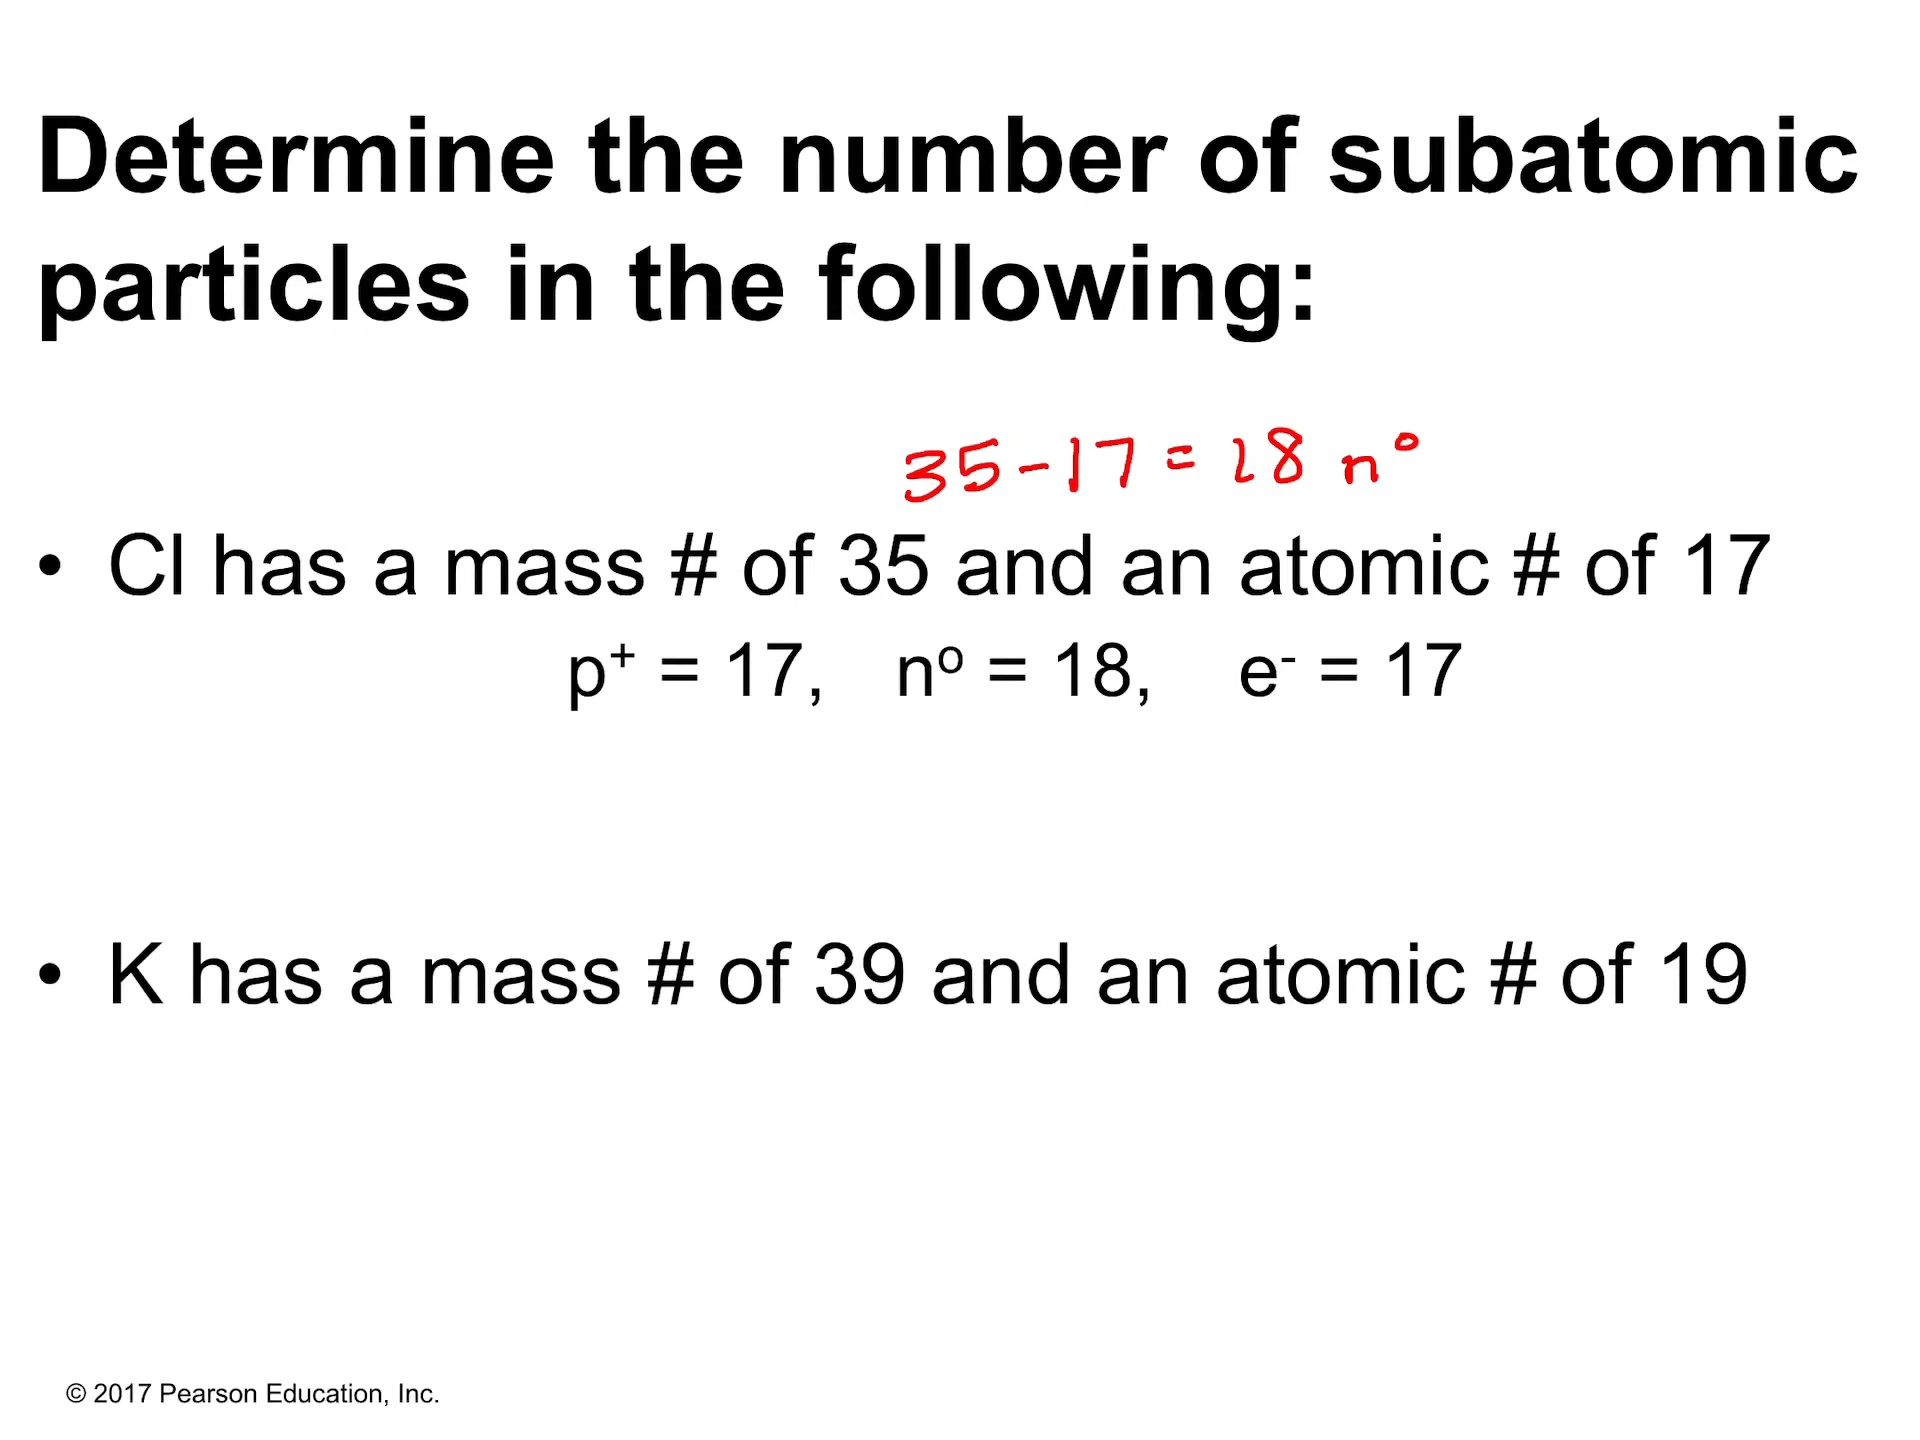 Determine the number of subatomic
particles in the following:
35-17 = 18 n°
• Cl has a mass # of 35 and an atomic # of 17
p⁺ = 17, nº = 18, e⁻ = 17
• K has a mass # of 39 and an atomic # of 19
© 2017 Pearson Education, Inc.